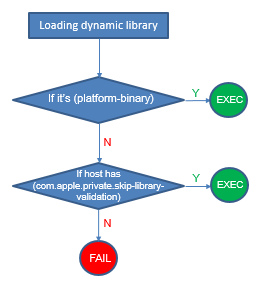 Loading dynamic library
If it's (platform-binary)
Y
EXEC
N
If host has
(com.apple.private.skip-library-
validation)
Y
EXEC
N
FAIL